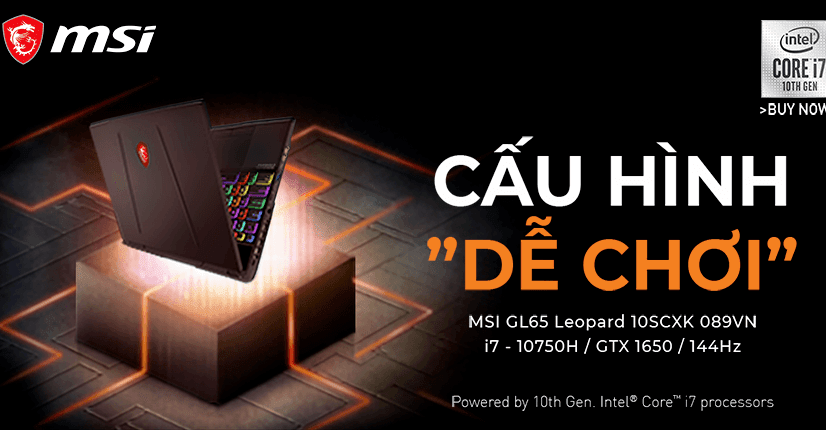 msi
intel
CORE i7
10TH GEN
>BUY NOW
CẤU HÌNH
”DỄ CHƠI”
MSI GL65 Leopard 10SCXK 089VN
i7 - 10750H / GTX 1650 / 144Hz
Powered by 10th Gen. Intel® Core™ i7 processors